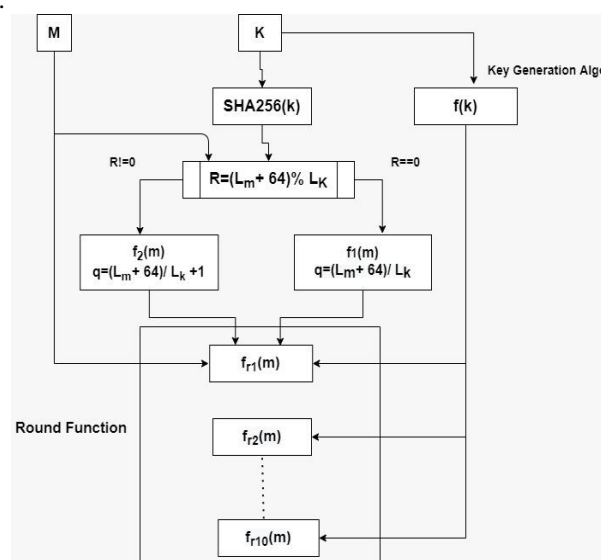 .
M
K
Key Generation Algo
SHA256(k)
f(k)
R!=0
R==0
R=(Lm+ 64)% LK
f2(m)
q=(Lm+ 64)/ Lk +1
f1(m)
q=(Lm+ 64)/ Lk
fr1(m)
Round Function
fr2(m)
fr10(m)